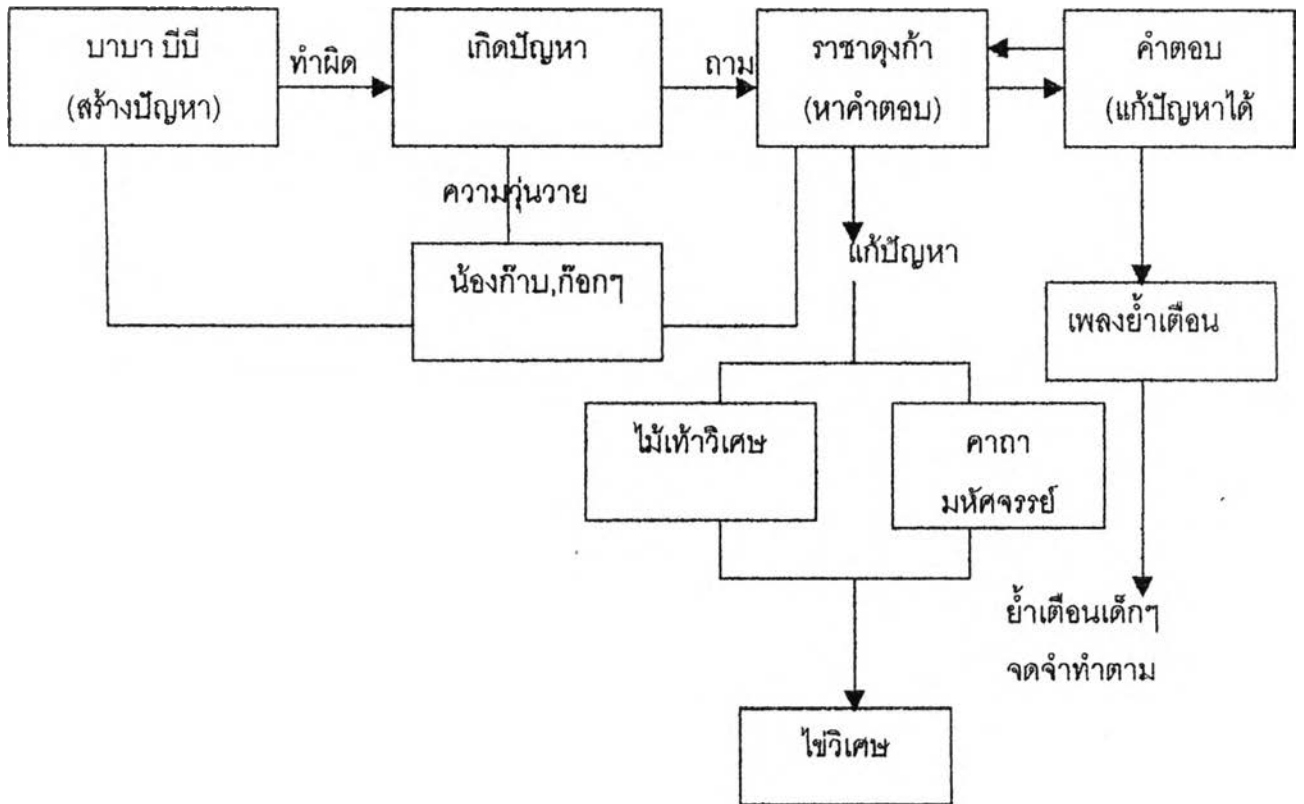 บาบา บีบี
(สร้างปัญหา)
ทำผิด
เกิดปัญหา
ถาม
ราชาดุงก้า
(หาคำตอบ)
คำตอบ
(แก้ปัญหาได้
ความวุ่นวาย
น้องก๊าบ,ก๊อกๆ
แก้ปัญหา
เพลงย้ำเตือน
ไม้เท้าวิเศษ
คาถา
มหัศจรรย์
ย้ำเตือนเด็กๆ
จดจำทำตาม
ไข่วิเศษ